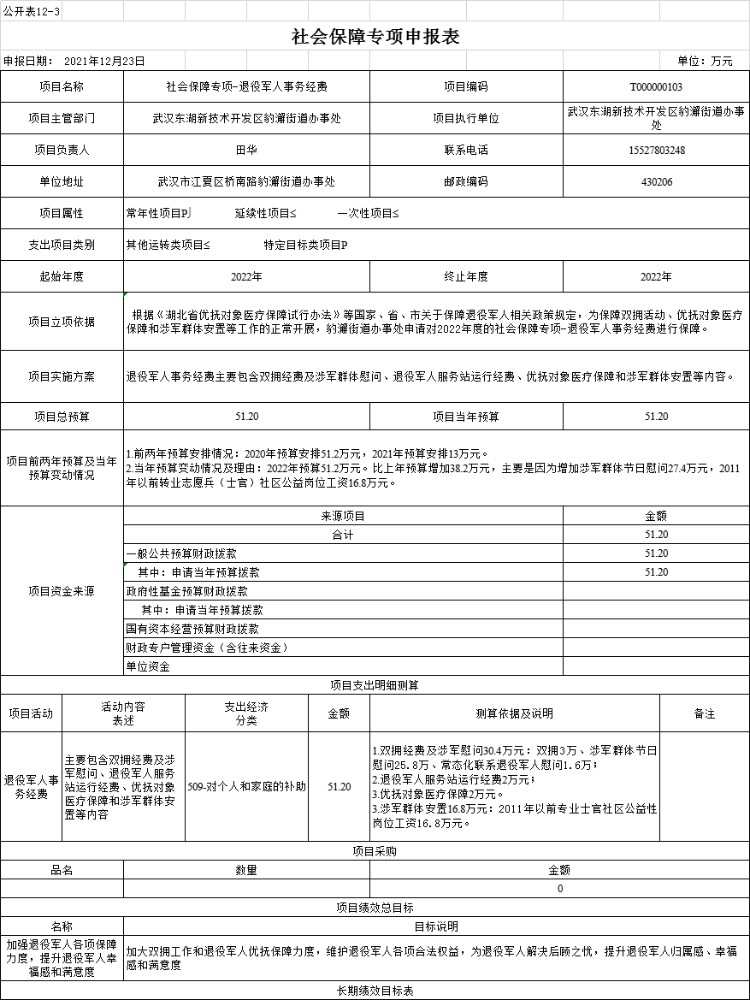 公开表12-3
社会保障专项申报表
申报日期： 2021年12月23日 单位：万元
项目名称 社会保障专项-退役军人事务经费 项目编码 T000000103
项目主管部门 武汉东湖新技术开发区豹澥街道办事处 项目执行单位 武汉东湖新技术开发区豹澥街道办事
处
项目负责人 田华 联系电话 15527803248
单位地址 武汉市江夏区桥南路豹澥街道办事处 邮政编码 430206
项目属性 常年性项目P⌡ 延续性项目≤ 一次性项目≤
支出项目类别 其他运转类项目≤ 特定目标类项目P
起始年度 2022年 终止年度 2022年
项目立项依据
根据《湖北省优抚对象医疗保障试行办法》等国家、省、市关于保障退役军人相关政策规定，为保障双拥活动、优抚对象医疗
保障和涉军群体安置等工作的正常开展，豹澥街道办事处申请对2022年度的社会保障专项-退役军人事务经费进行保障。
项目实施方案 退役军人事务经费主要包含双拥经费及涉军群体慰问、退役军人服务站运行经费、优抚对象医疗保障和涉军群体安置等内容。
项目总预算 51.20 项目当年预算 51.20
项目前两年预算及当年
预算变动情况
1.前两年预算安排情况：2020年预算安排51.2万元，2021年预算安排13万元。
2.当年预算变动情况及理由：2022年预算51.2万元。比上年预算增加38.2万元，主要是因为增加涉军群体节日慰问27.4万元，2011
年以前转业志愿兵（士官）社区公益岗位工资16.8万元。
项目资金来源
来源项目 金额
合计 51.20
一般公共预算财政拨款 51.20
其中：申请当年预算拨款 51.20
政府性基金预算财政拨款
其中：申请当年预算拨款
国有资本经营预算财政拨款
财政专户管理资金（含往来资金）
单位资金
项目支出明细测算
项目活动 活动内容
表述 支出经济
分类 金额 测算依据及说明 备注
退役军人事
务经费
主要包含双拥经费及涉
军慰问、退役军人服务
站运行经费、优抚对象
医疗保障和涉军群体安
置等内容
509-对个人和家庭的补助 51.20
1.双拥经费及涉军慰问30.4万元：双拥3万、涉军群体节日
慰问25.8万、常态化联系退役军人慰问1.6万；
2.退役军人服务站运行经费2万元；
3.优抚对象医疗保障2万元。
3.涉军群体安置16.8万元：2011年以前专业士官社区公益性
岗位工资16.8万元。
项目采购
品名 数量 金额
0
项目绩效总目标
名称 目标说明
加强退役军人各项保障
力度，提升退役军人幸
福感和满意度
加大双拥工作和退役军人优抚保障力度，维护退役军人各项合法权益，为退役军人解决后顾之忧，提升退役军人归属感、幸福
感和满意度
长期绩效目标表